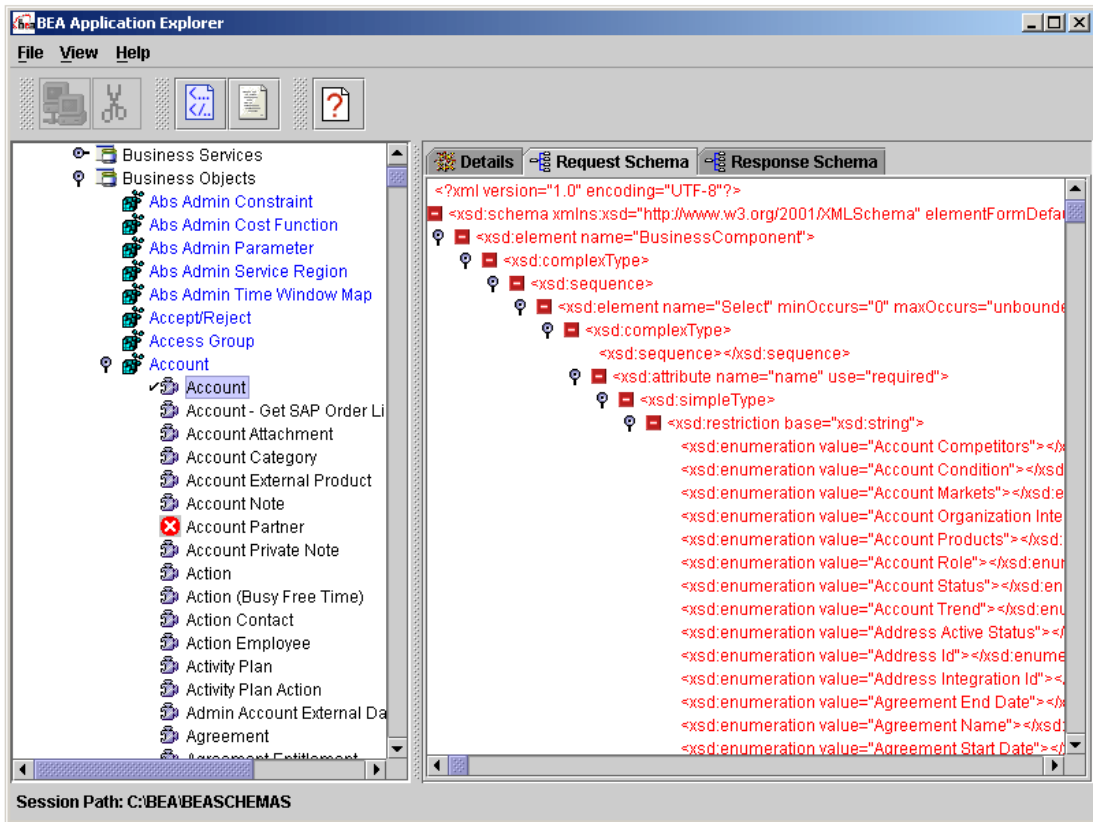 BEA Application Explorer
File View Help
Business Services
Business Objects
Abs Admin Constraint
Abs Admin Cost Function
Abs Admin Parameter
Abs Admin Service Region
Abs Admin Time Window Map
Accept/Reject
Access Group
Account
Account
Account - Get SAP Order Li
Account Attachment
Account Category
Account External Product
Account Note
Account Partner
Account Private Note
Action
Action (Busy Free Time)
Action Contact
Action Employee
Activity Plan
Activity Plan Action
Admin Account External Da
Agreement
Agreement Entitlement
Details Request Schema Response Schema
<?xml version="1.0" encoding="UTF-8"?>
<xsd:schema xmlns:xsd="http://www.w3.org/2001/XMLSchema" elementFormDefau
<xsd:element name="BusinessComponent">
<xsd:complexType>
<xsd:sequence>
<xsd:element name="Select" minOccurs="0" maxOccurs="unbounde
<xsd:complexType>
<xsd:sequence></xsd:sequence>
<xsd:attribute name="name" use="required">
<xsd:simpleType>
<xsd:restriction base="xsd:string">
<xsd:enumeration value="Account Competitors"></x
<xsd:enumeration value="Account Condition"></xsd
<xsd:enumeration value="Account Markets"></xsd:e
<xsd:enumeration value="Account Organization Inte
<xsd:enumeration value="Account Products"></xsd:
<xsd:enumeration value="Account Role"></xsd:enur
<xsd:enumeration value="Account Status"></xsd:en
<xsd:enumeration value="Account Trend"></xsd:enu
<xsd:enumeration value="Address Active Status"></
<xsd:enumeration value="Address Id"></xsd:enume
<xsd:enumeration value="Address Integration Id"><
<xsd:enumeration value="Agreement End Date"></x
<xsd:enumeration value="Agreement Name"></xsd:
<xsd:enumeration value="Agreement Start Date"></
Session Path: C:\BEA\BEASCHEMAS